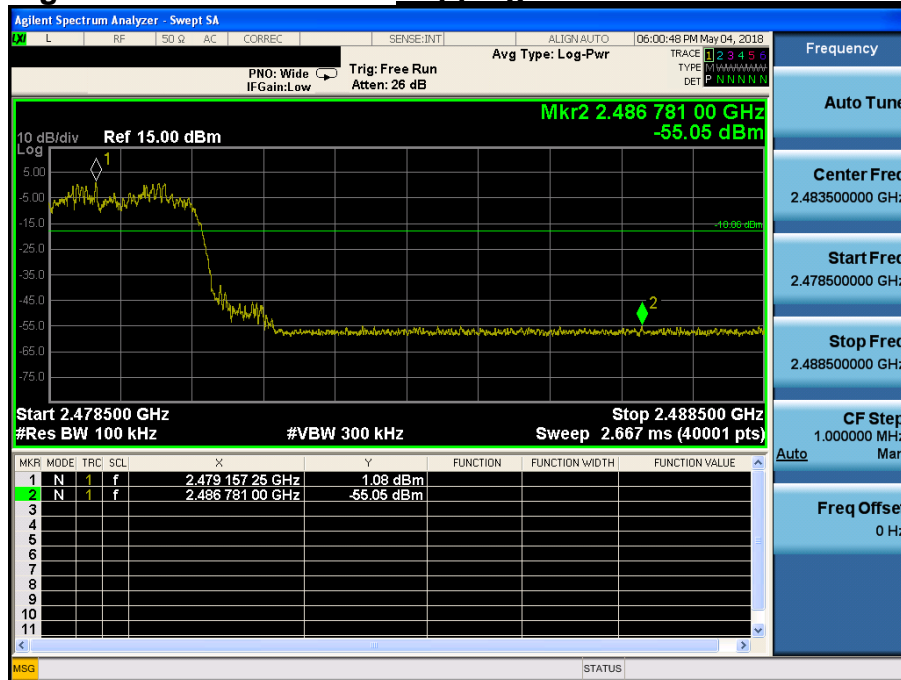 Agilent Spectrum Analyzer - Swept SA
LXI L RF 50 Ω AC CORREC SENSE:INT ALIGN AUTO 06:00:48 PM May 04, 2018
Avg Type: Log-Pwr TRACE 1 2 3 4 5 6
PNO: Wide Trig: Free Run TYPE M W W W W W
IFGain:Low Atten: 26 dB DET P N N N N N
Mkr2 2.486 781 00 GHz
-55.05 dBm
10 dB/div Ref 15.00 dBm
Log
1
5.00
-5.00
-15.0
-25.0
-35.0
-45.0
2
-55.0
-65.0
-75.0
Start 2.478500 GHz Stop 2.488500 GHz
#Res BW 100 kHz #VBW 300 kHz Sweep 2.667 ms (40001 pts)
MKR MODE TRC SCL X Y FUNCTION FUNCTION WIDTH FUNCTION VALUE
1 N 1 f 2.479 157 25 GHz 1.08 dBm
2 N 1 f 2.486 781 00 GHz -55.05 dBm
3
4
5
6
7
8
9
10
11
MSG STATUS
Frequency
Auto Tune
Center Freq
2.483500000 GHz
Start Freq
2.478500000 GHz
Stop Freq
2.488500000 GHz
CF Step
1.000000 MHz
Auto Man
Freq Offset
0 Hz